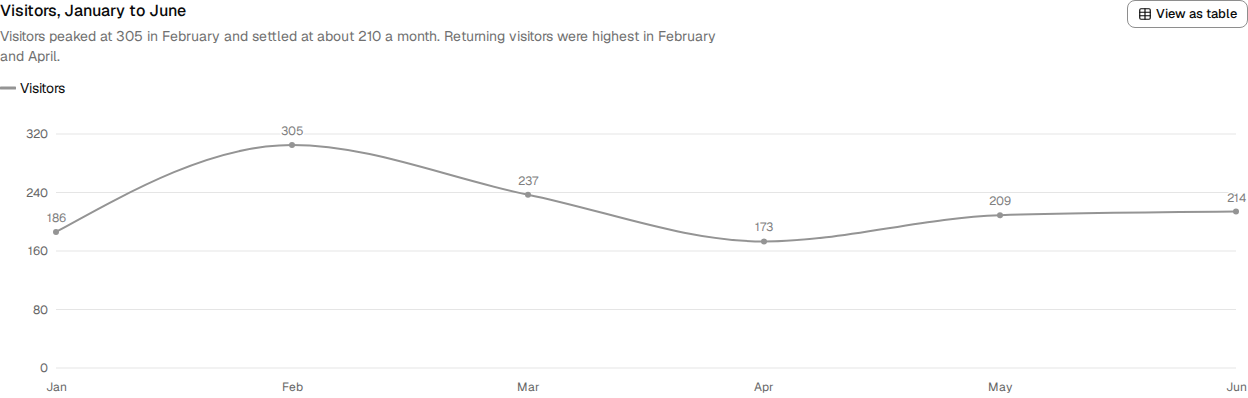 Visitors, January to June
View as table
Visitors peaked at 305 in February and settled at about 210 a month. Returning visitors were highest in February
and April.
Visitors
320
240
160
80
0
186
305
237
173
209
214
Jan Feb Mar Apr May Jun